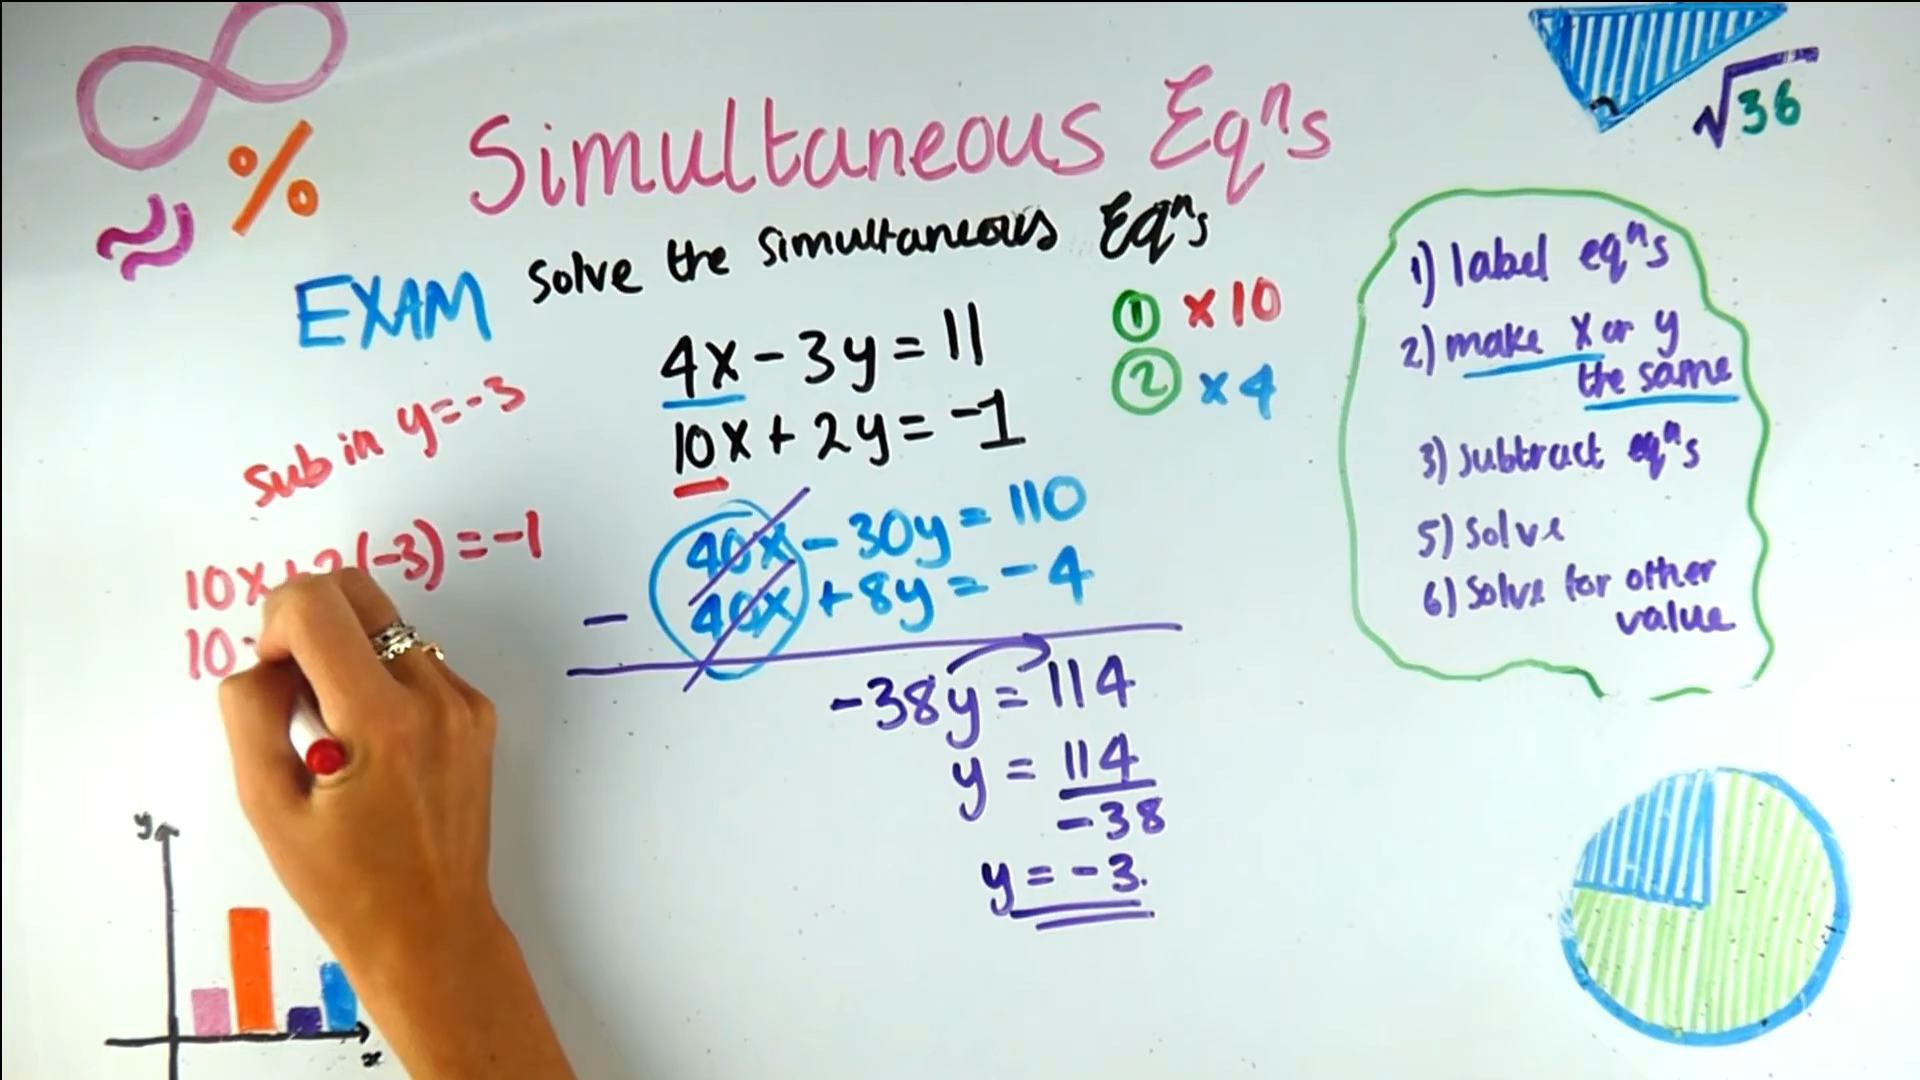 Simultaneous Eqⁿs
%
√36
solve the simultaneous Eqⁿs
EXAM
4x - 3y = 11
10x + 2y = -1
① x 10
② x 4
40x - 30y = 110
- 40x + 8y = -4
-38y = 114
y = 114
-38
y = -3.
sub in y=-3
10x + 2(-3) = -1
10
1) label eqⁿs
2) make x or y
the same
3) subtract eqⁿs
5) Solve
6) Solve for other
value
y
x